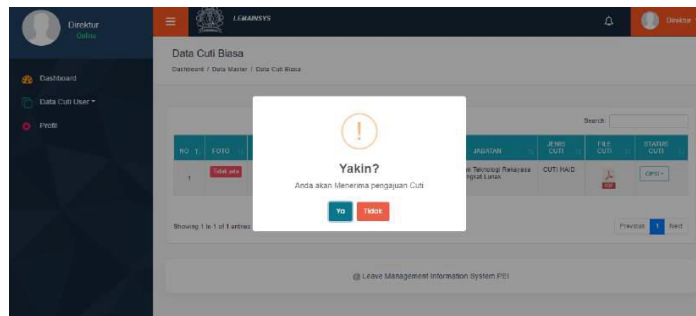 Direktur
Online
LEMAINSYS
Direktur
Data Cuti Biasa
Dashboard / Data Master / Data Cuti Biasa
Dashboard
Data Cuti User
Profil
Search:
NO
FOTO
JABATAN
JENIS CUTI
FILE CUTI
STATUS CUTI
1
Tidak ada
Teknologi Rekayasa
Lunak
CUTI HAID
PDF
OPSI
Yakin?
Anda akan Menerima pengajuan Cuti
Ya
Tidak
Showing 1 to 1 of 1 entries
Previous
1
Next
@ Leave Management Information System PEI